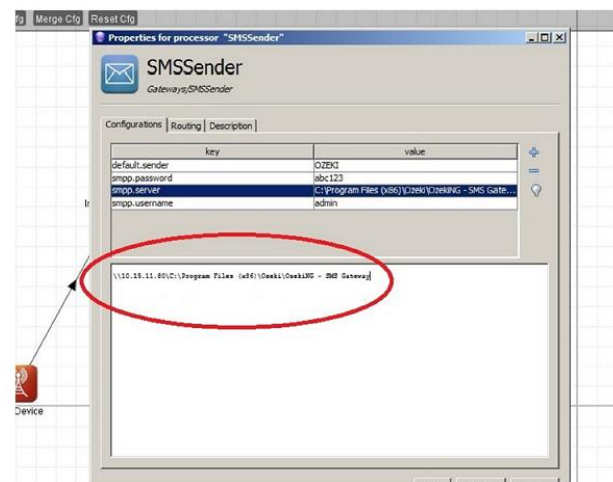 fg Merge Cfg Reset Cfg
Properties for processor "SMSSender"
SMSSender
Gateways/SMSSender
Configurations Routing Description
key value
default.sender OZEKI
smpp.password abc123
smpp.server C:\Program Files (x86)\Ozeki\OzekiNG - SMS Gate...
smpp.username admin
\\10.15.11.80\C:\Program Files (x86)\Ozeki\OzekiNG - SMS Gateway
Device